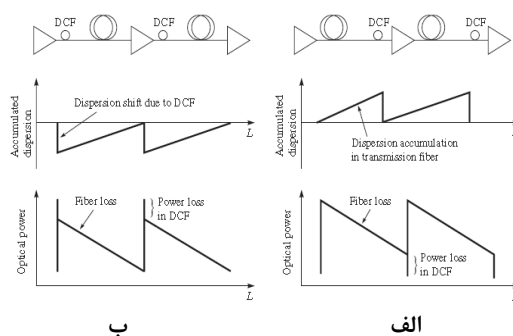 DCF DCF
Accumulated
dispersion
Dispersion shift due to DCF
L
Optical power
Fiber loss
Power loss
in DCF
L
ب
DCF DCF
Accumulated
dispersion
Dispersion accumulation
in transmission fiber
L
Optical power
Fiber loss
Power loss
in DCF
L
الف